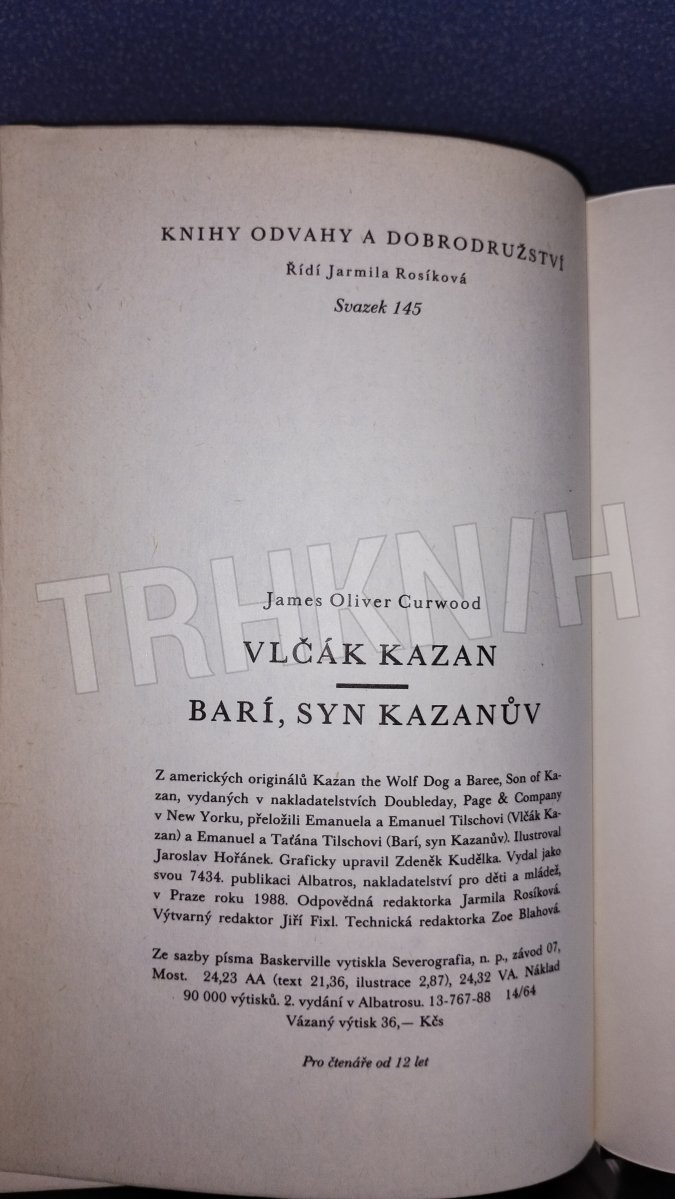 KNIHY ODVAHY A DOBRODRUŽSTVÍ
Řídí Jarmila Rosíková
Svazek 145
TRHKNIH
James Oliver Curwood
VLČÁK KAZAN
BARÍ, SYN KAZANŮV
Z amerických originálů Kazan the Wolf Dog a Baree, Son of Ka-
zan, vydaných v nakladatelstvích Doubleday, Page & Company
v New Yorku, přeložili Emanuela a Emanuel Tilschovi (Vlčák Ka-
zan) a Emanuel a Taťána Tilschovi (Barí, syn Kazanův). Ilustroval
Jaroslav Hořánek. Graficky upravil Zdeněk Kudělka. Vydal jako
svou 7434. publikaci Albatros, nakladatelství pro děti a mládež,
v Praze roku 1988. Odpovědná redaktorka Jarmila Rosíková.
Výtvarný redaktor Jiří Fixl. Technická redaktorka Zoe Blahová.
Ze sazby písma Baskerville vytiskla Severografia, n. p., závod 07,
Most. 24,23 AA (text 21,36, ilustrace 2,87), 24,32 VA. Náklad
90 000 výtisků. 2. vydání v Albatrosu. 13-767-88 14/64
Vázaný výtisk 36,— Kčs
Pro čtenáře od 12 let